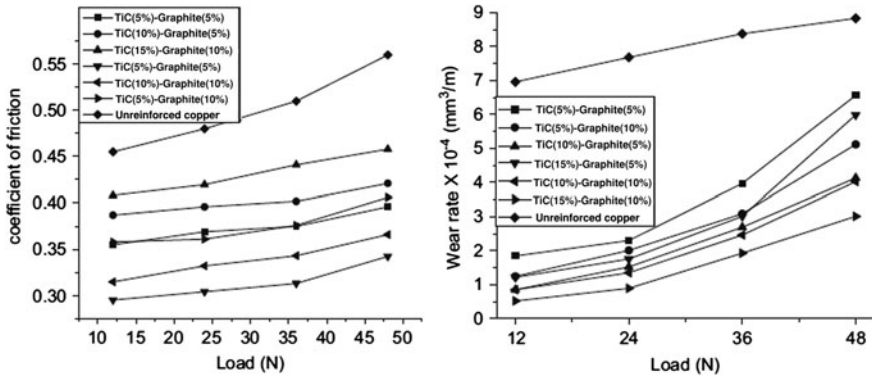 TiC(5%)-Graphite(5%)
TiC(10%)-Graphite(5%)
TiC(15%)-Graphite(10%)
TiC(5%)-Graphite(5%)
TiC(10%)-Graphite(10%)
TiC(5%)-Graphite(10%)
Unreinforced copper
coefficient of friction
0.55
0.50
0.45
0.40
0.35
0.30
10 15 20 25 30 35 40 45 50
Load (N)
Wear rate X 10⁻⁴ (mm³/m)
9
8
7
6
5
4
3
2
1
0
TiC(5%)-Graphite(5%)
TiC(5%)-Graphite(10%)
TiC(10%)-Graphite(5%)
TiC(15%)-Graphite(5%)
TiC(10%)-Graphite(10%)
TiC(15%)-Graphite(10%)
Unreinforced copper
12 24 36 48
Load (N)